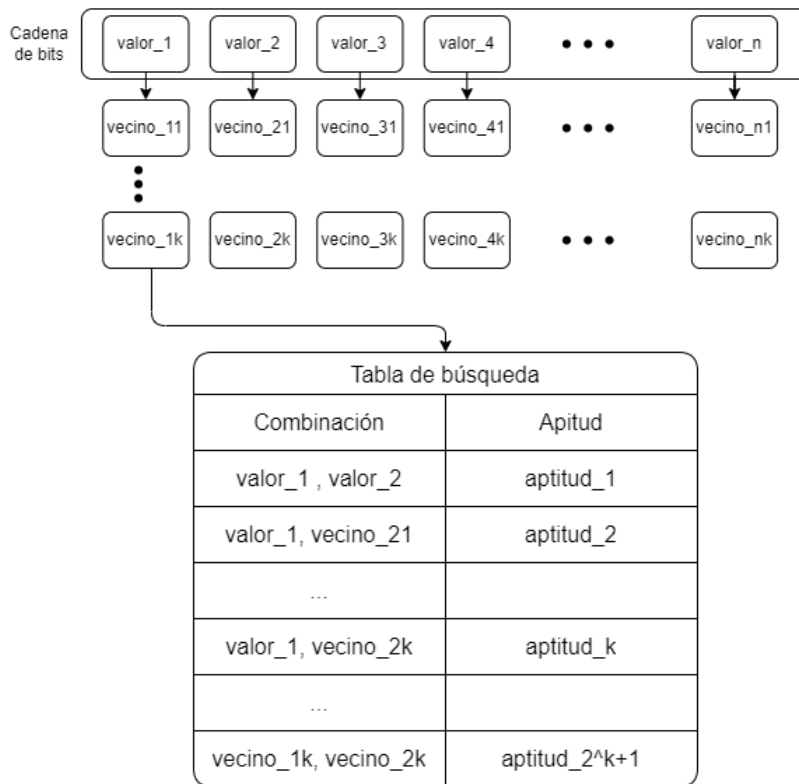 Cadena
de bits
valor_1 valor_2 valor_3 valor_4 valor_n
vecino_11 vecino_21 vecino_31 vecino_41 vecino_n1
vecino_1k vecino_2k vecino_3k vecino_4k vecino_nk
Tabla de búsqueda
Combinación Apitud
valor_1 , valor_2 aptitud_1
valor_1, vecino_21 aptitud_2
...
valor_1, vecino_2k aptitud_k
...
vecino_1k, vecino_2k aptitud_2^k+1